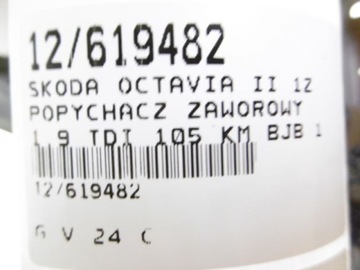 12/619482
SKODA OCTAVIA II 1Z
POPYCHACZ ZAWOROWY
1.9 TDI 105 KM BJB 1
12/619482
G V 24 C